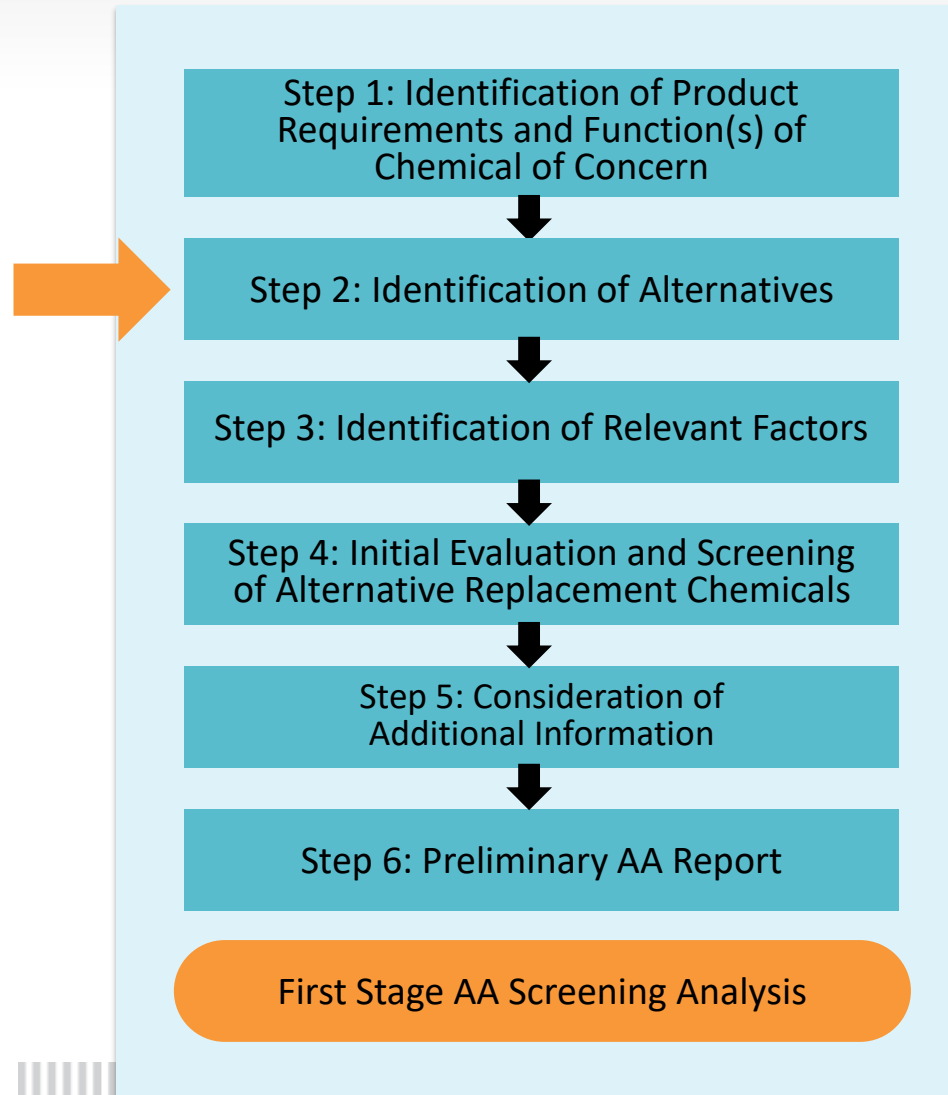 Step 1: Identification of Product
Requirements and Function(s) of
Chemical of Concern
Step 2: Identification of Alternatives
Step 3: Identification of Relevant Factors
Step 4: Initial Evaluation and Screening
of Alternative Replacement Chemicals
Step 5: Consideration of
Additional Information
Step 6: Preliminary AA Report
First Stage AA Screening Analysis